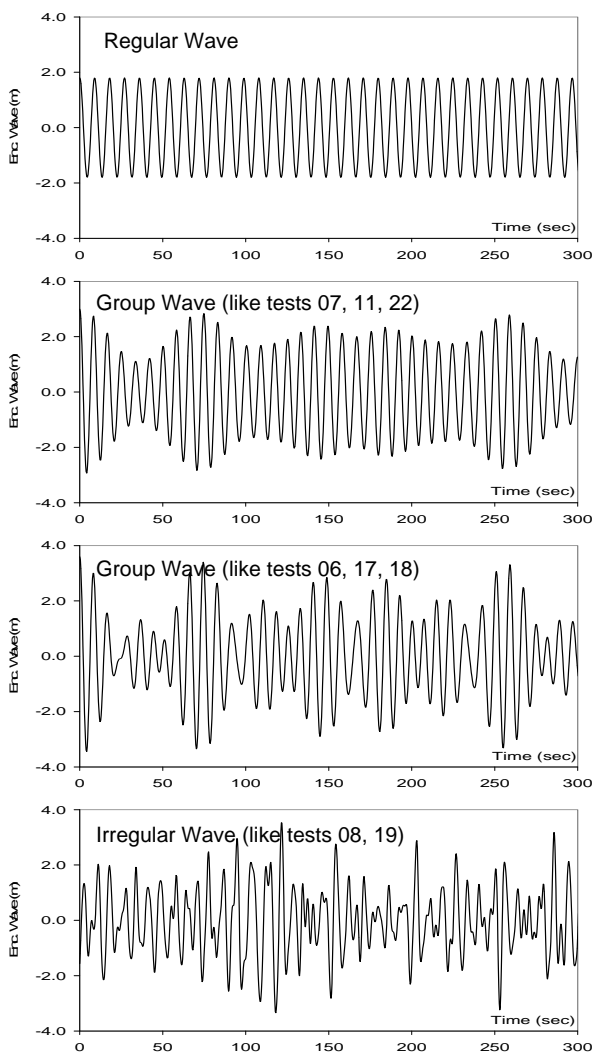 4.0
Regular Wave
2.0
Enc. Wave (m)
0.0
-2.0
Time (sec)
-4.0
0 50 100 150 200 250 300
4.0
Group Wave (like tests 07, 11, 22)
2.0
Enc. Wave (m)
0.0
-2.0
Time (sec)
-4.0
0 50 100 150 200 250 300
4.0
Group Wave (like tests 06, 17, 18)
2.0
Enc. Wave (m)
0.0
-2.0
Time (sec)
-4.0
0 50 100 150 200 250 300
4.0
Irregular Wave (like tests 08, 19)
2.0
Enc. Wave (m)
0.0
-2.0
Time (sec)
-4.0
0 50 100 150 200 250 300